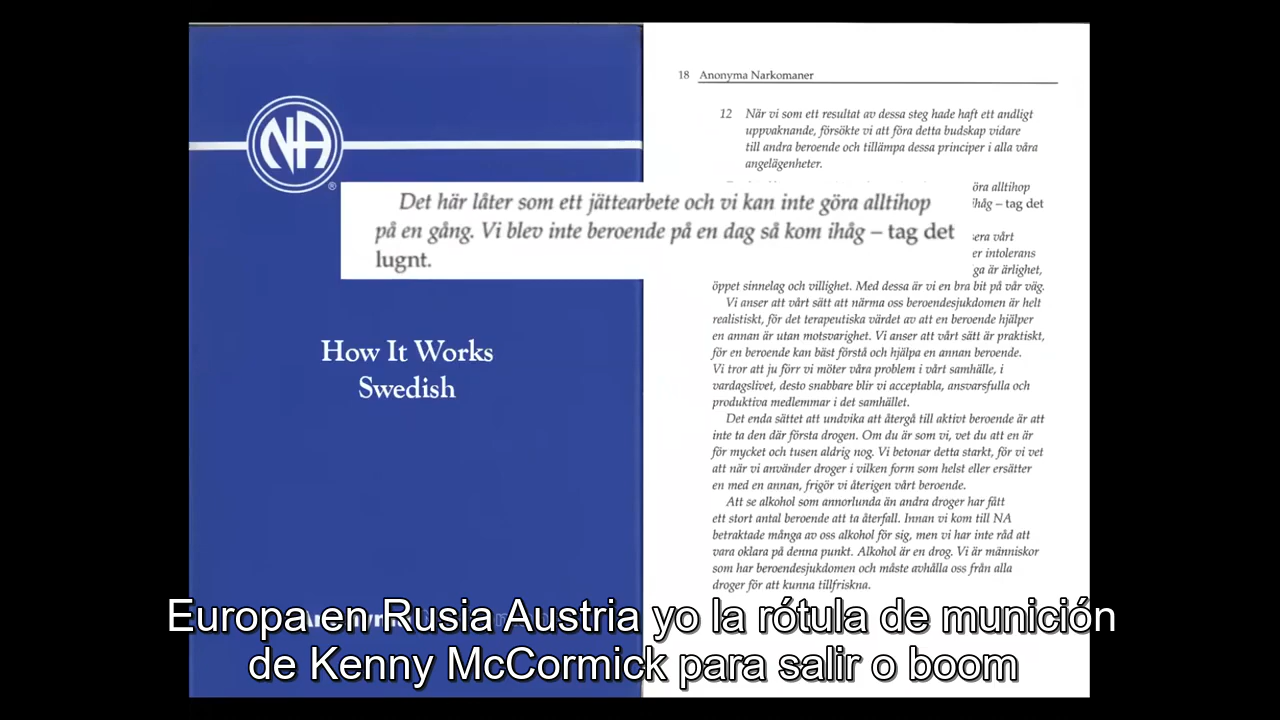 NA
®
How It Works
Swedish
18 Anonyma Narkomaner
12 När vi som ett resultat av dessa steg hade haft ett andligt
uppvaknande, försökte vi att föra detta budskap vidare
till andra beroende och tillämpa dessa principer i alla våra
angelägenheter.
Det här låter som ett jättearbete och vi kan inte göra alltihop
på en gång. Vi blev inte beroende på en dag så kom ihåg – tag det
lugnt.
öra alltihop
ihåg – tag det
sera vårt
er intolerans
iga är ärlighet,
öppet sinnelag och villighet. Med dessa är vi en bra bit på vår väg.
Vi anser att vårt sätt att närma oss beroendesjukdomen är helt
realistiskt, för det terapeutiska värdet av att en beroende hjälper
en annan är utan motsvarighet. Vi anser att vårt sätt är praktiskt,
för en beroende kan bäst förstå och hjälpa en annan beroende.
Vi tror att ju förr vi möter våra problem i vårt samhälle, i
vardagslivet, desto snabbare blir vi acceptabla, ansvarsfulla och
produktiva medlemmar i det samhället.
Det enda sättet att undvika att återgå till aktivt beroende är att
inte ta den där första drogen. Om du är som vi, vet du att en är
för mycket och tusen aldrig nog. Vi betonar detta starkt, för vi vet
att när vi använder droger i vilken form som helst eller ersätter
en med en annan, frigör vi återigen vårt beroende.
Att se alkohol som annorlunda än andra droger har fått
ett stort antal beroende att ta återfall. Innan vi kom till NA
betraktade många av oss alkohol för sig, men vi har inte råd att
vara oklara på denna punkt. Alkohol är en drog. Vi är människor
som har beroendesjukdomen och måste avhålla oss från alla
droger för att kunna tillfriskna.
Europa en Rusia Austria yo la rótula de munición
de Kenny McCormick para salir o boom